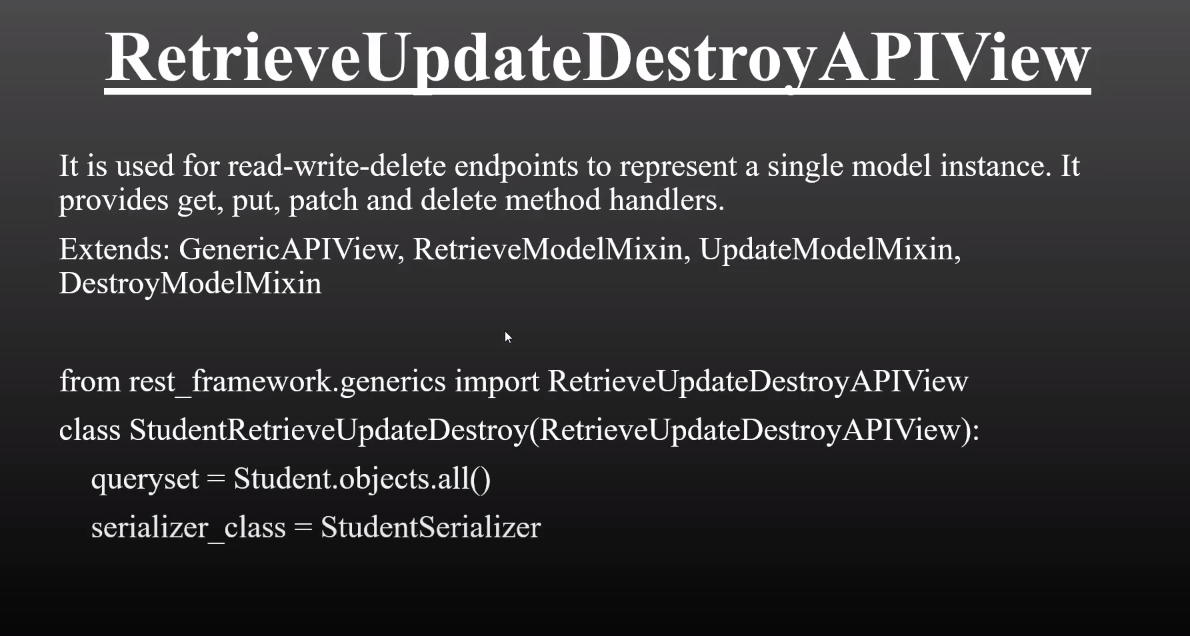 RetrieveUpdateDestroyAPIView
It is used for read-write-delete endpoints to represent a single model instance. It
provides get, put, patch and delete method handlers.
Extends: GenericAPIView, RetrieveModelMixin, UpdateModelMixin,
DestroyModelMixin
from rest_framework.generics import RetrieveUpdateDestroyAPIView
class StudentRetrieveUpdateDestroy(RetrieveUpdateDestroyAPIView):
queryset = Student.objects.all()
serializer_class = StudentSerializer